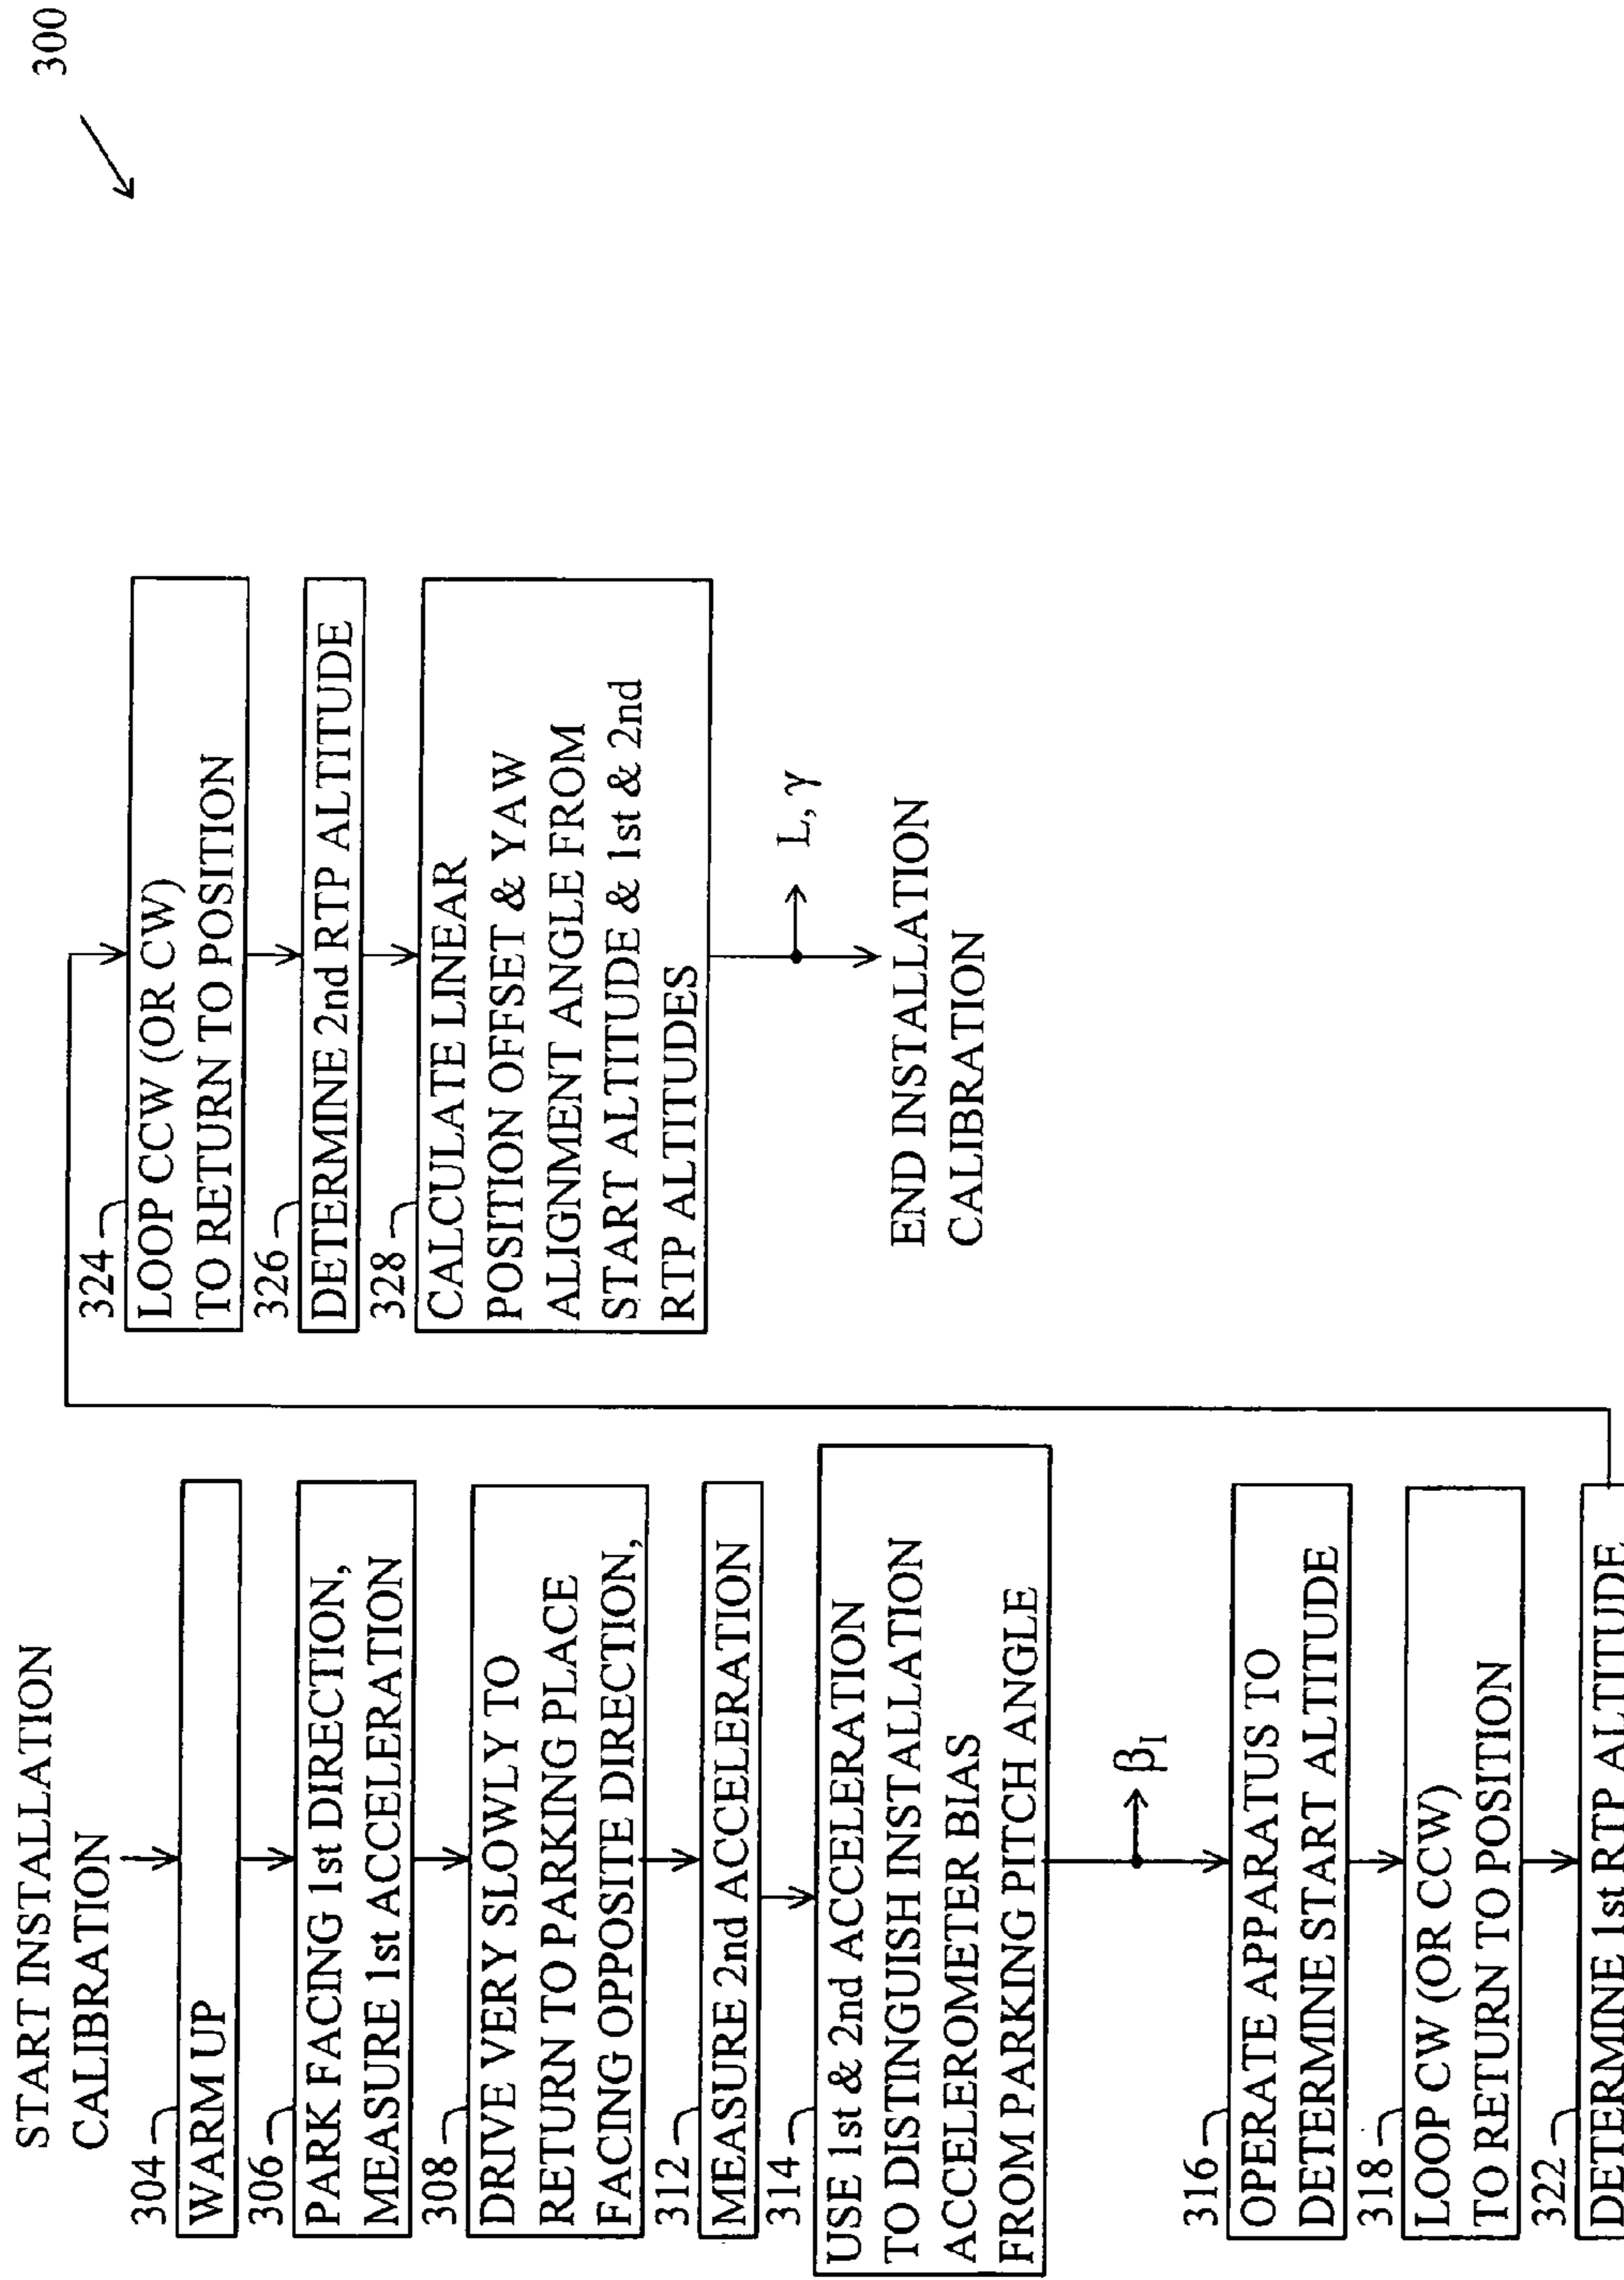 300
START INSTALLATION
CALIBRATION
304
WARM UP
306
PARK FACING 1st DIRECTION,
MEASURE 1st ACCELERATION
308
DRIVE VERY SLOWLY TO
RETURN TO PARKING PLACE
FACING OPPOSITE DIRECTION,
312
MEASURE 2nd ACCELERATION
314
USE 1st & 2nd ACCELERATION
TO DISTINGUISH INSTALLATION
ACCELEROMETER BIAS
FROM PARKING PITCH ANGLE
βI
316
OPERATE APPARATUS TO
DETERMINE START ALTITUDE
318
LOOP CW (OR CCW)
TO RETURN TO POSITION
322
DETERMINE 1st RTP ALTITUDE
324
LOOP CCW (OR CW)
TO RETURN TO POSITION
326
DETERMINE 2nd RTP ALTITUDE
328
CALCULATE LINEAR
POSITION OFFSET & YAW
ALIGNMENT ANGLE FROM
START ALTITUDE & 1st & 2nd
RTP ALTITUDES
L, γ
END INSTALLATION
CALIBRATION